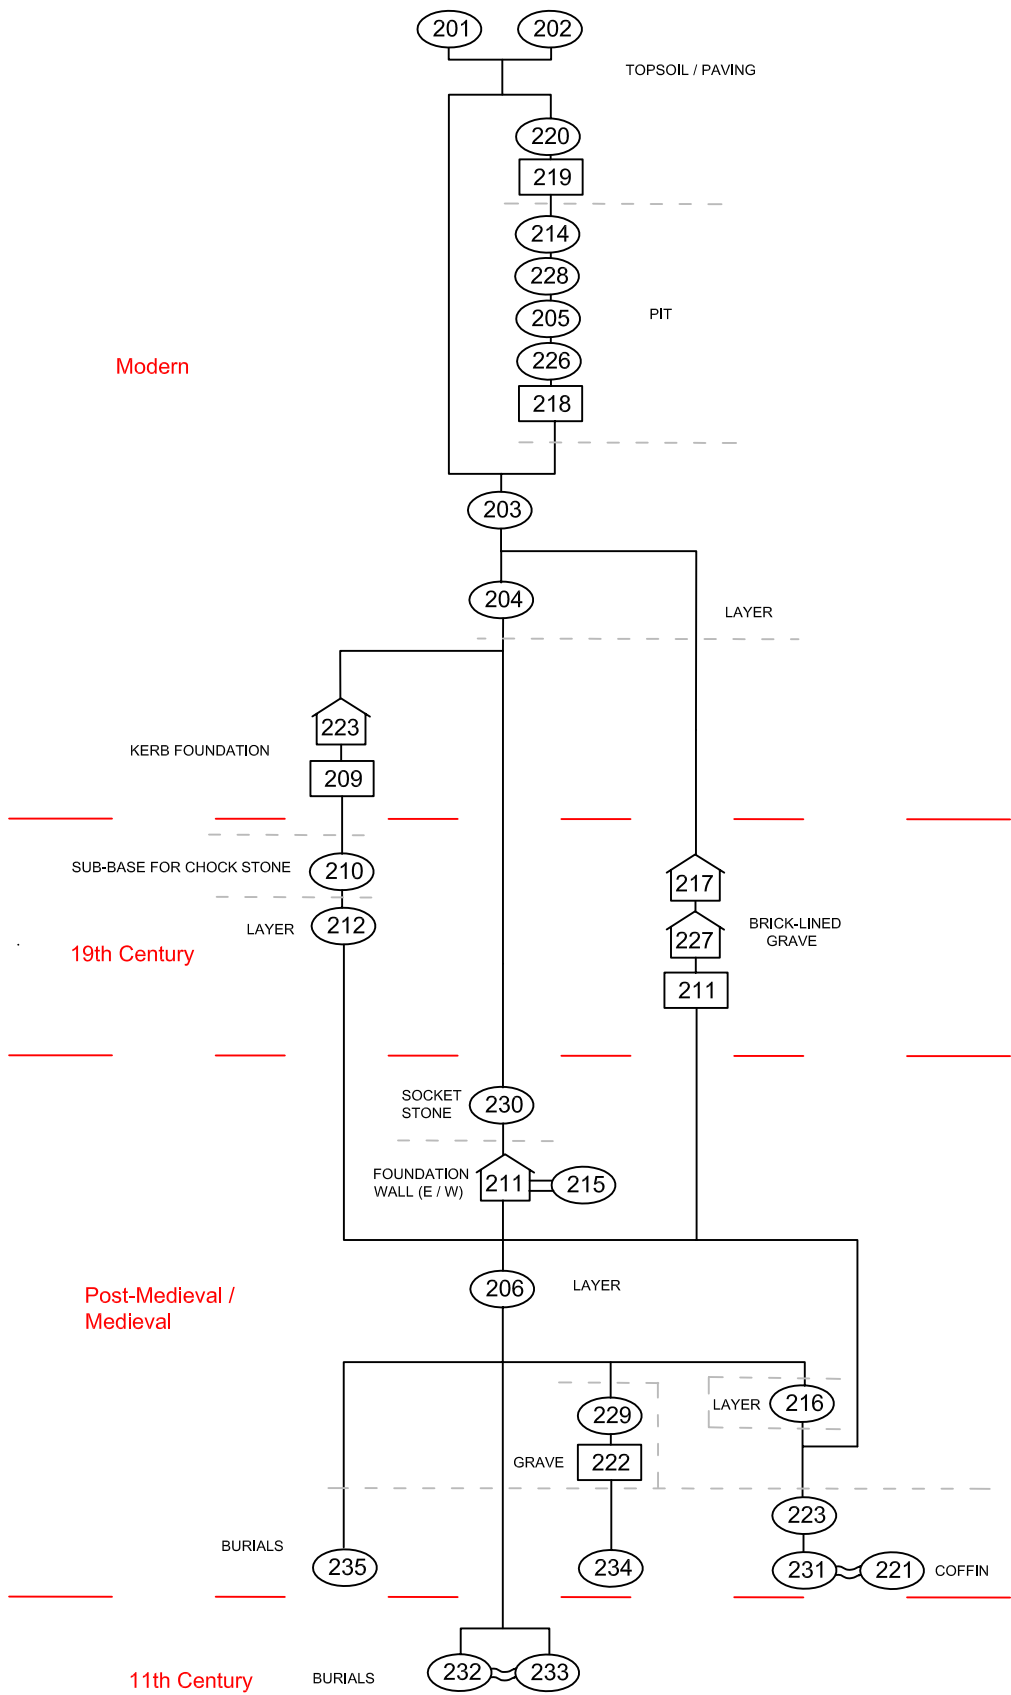 201
202
TOPSOIL / PAVING
220
219
214
228
205
PIT
226
Modern
218
203
204
LAYER
223
KERB FOUNDATION
209
SUB-BASE FOR CHOCK STONE
210
217
212
LAYER
BRICK-LINED
GRAVE
227
19th Century
211
SOCKET
STONE
230
FOUNDATION
WALL (E / W)
211
215
206
LAYER
Post-Medieval /
Medieval
LAYER
216
229
GRAVE
222
223
BURIALS
235
234
231
221
COFFIN
232
233
11th Century
BURIALS